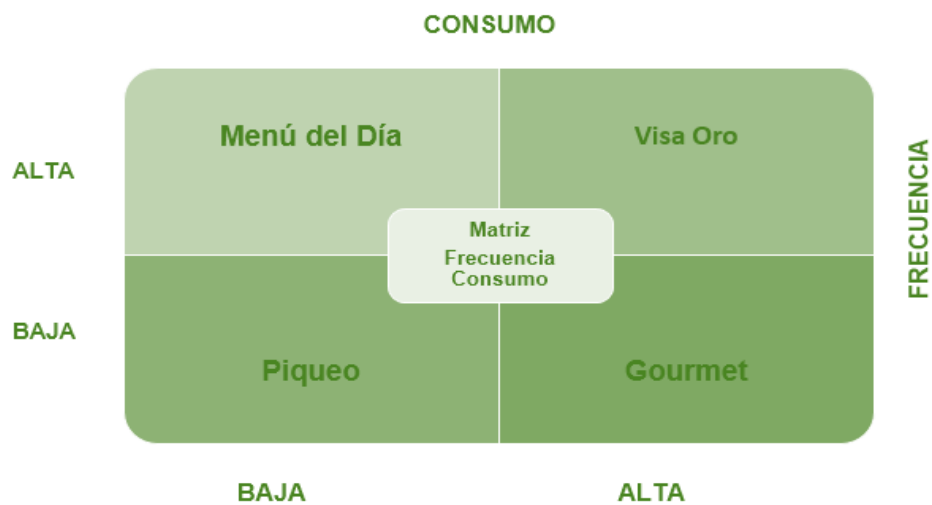 CONSUMO
Menú del Día
Visa Oro
ALTA
FRECUENCIA
Matriz
Frecuencia
Consumo
BAJA
Piqueo
Gourmet
BAJA
ALTA